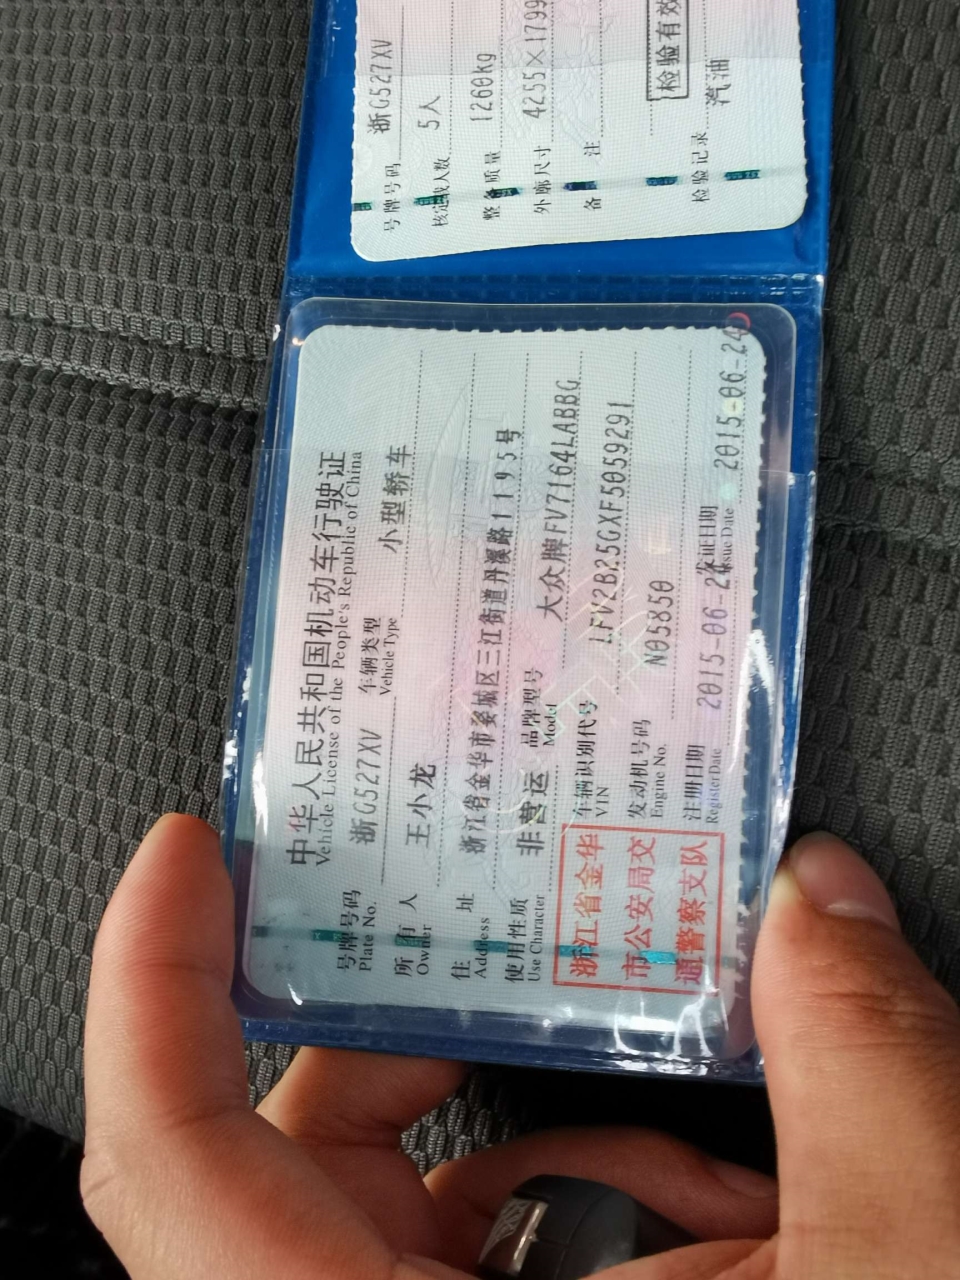 中华人民共和国机动车行驶证
Vehicle License of the People's Republic of China
号牌号码 浙G527XV 车辆类型 小型轿车
Plate No. Vehicle Type
所有人 王小龙
Owner
住址 浙江省金华市婺城区三江街道丹溪路1195号
Address
使用性质 非营运 品牌型号 大众牌FV7164LABBG
Use Character Model
浙江省金华
市公安局交
通警察支队
车辆识别代号 LFV2B25GXF5059291
VIN
发动机号码 N05850
Engine No.
注册日期 2015-06-24 发证日期 2015-06-24
Register Date Issue Date
号牌号码 浙G527XV
核定载人数 5人
整备质量 1260kg
外廓尺寸 4255×1799
备注
检验有效
检验记录 汽油